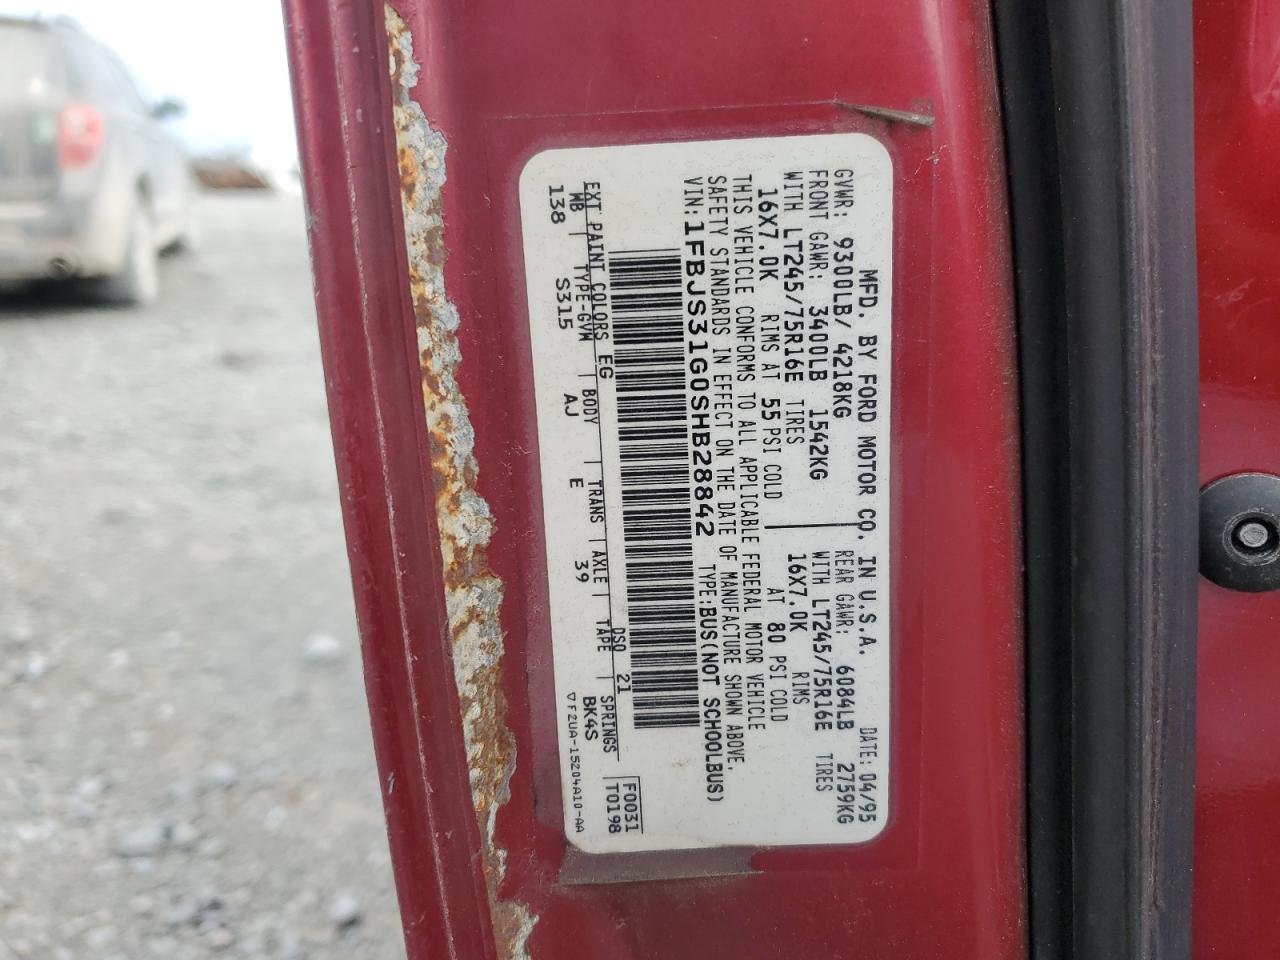 MFD. BY FORD MOTOR CO. IN U.S.A.
DATE: 04/95
GVWR: 9300LB/ 4218KG
FRONT GAWR: 3400LB 1542KG
REAR GAWR: 6084LB 2759KG
WITH LT245/75R16E TIRES
WITH LT245/75R16E TIRES
16X7.0K RIMS AT 55 PSI COLD
16X7.0K RIMS
AT 80 PSI COLD
THIS VEHICLE CONFORMS TO ALL APPLICABLE FEDERAL MOTOR VEHICLE
SAFETY STANDARDS IN EFFECT ON THE DATE OF MANUFACTURE SHOWN ABOVE.
VIN: 1FBJS31G0SHB28842 TYPE:BUS(NOT SCHOOLBUS)
F0031
T0198
EXT PAINT COLORS EG DSO 21
WB TYPE-GVW BODY TRANS AXLE TAPE SPRINGS
138 S315 AJ E 39 BK4S
▽F2UA-15204A10-AA